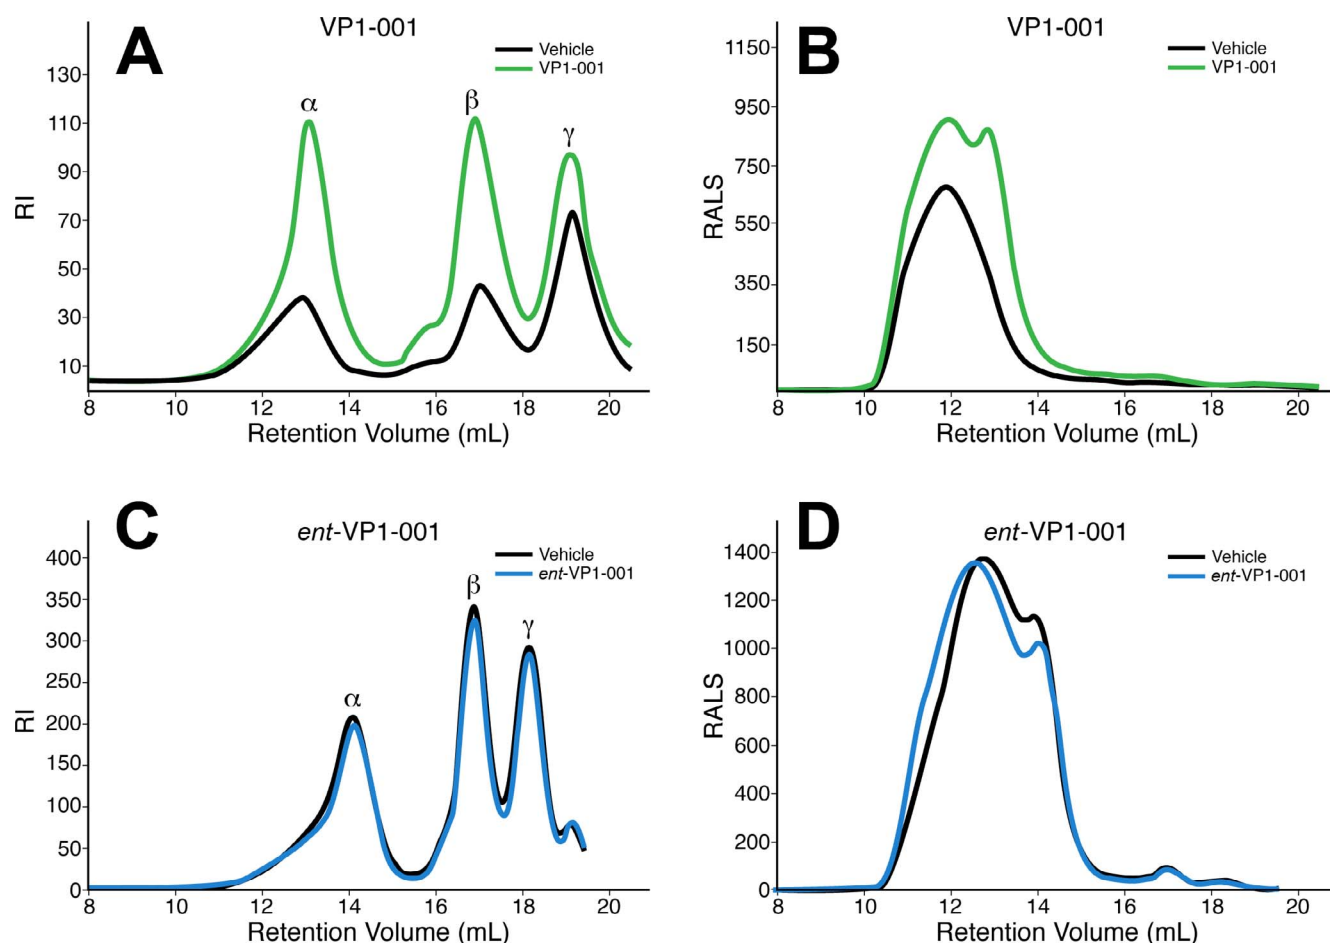 A
VP1-001
Vehicle
VP1-001
α
β
γ
130
110
90
70
50
30
10
RI
8
10
12
14
16
18
20
Retention Volume (mL)
B
VP1-001
Vehicle
VP1-001
1150
950
750
550
350
150
RALS
8
10
12
14
16
18
20
Retention Volume (mL)
C
ent-VP1-001
Vehicle
ent-VP1-001
α
β
γ
400
350
300
250
200
150
100
50
0
RI
8
10
12
14
16
18
20
Retention Volume (mL)
D
ent-VP1-001
Vehicle
ent-VP1-001
1400
1200
1000
800
600
400
200
0
RALS
8
10
12
14
16
18
20
Retention Volume (mL)